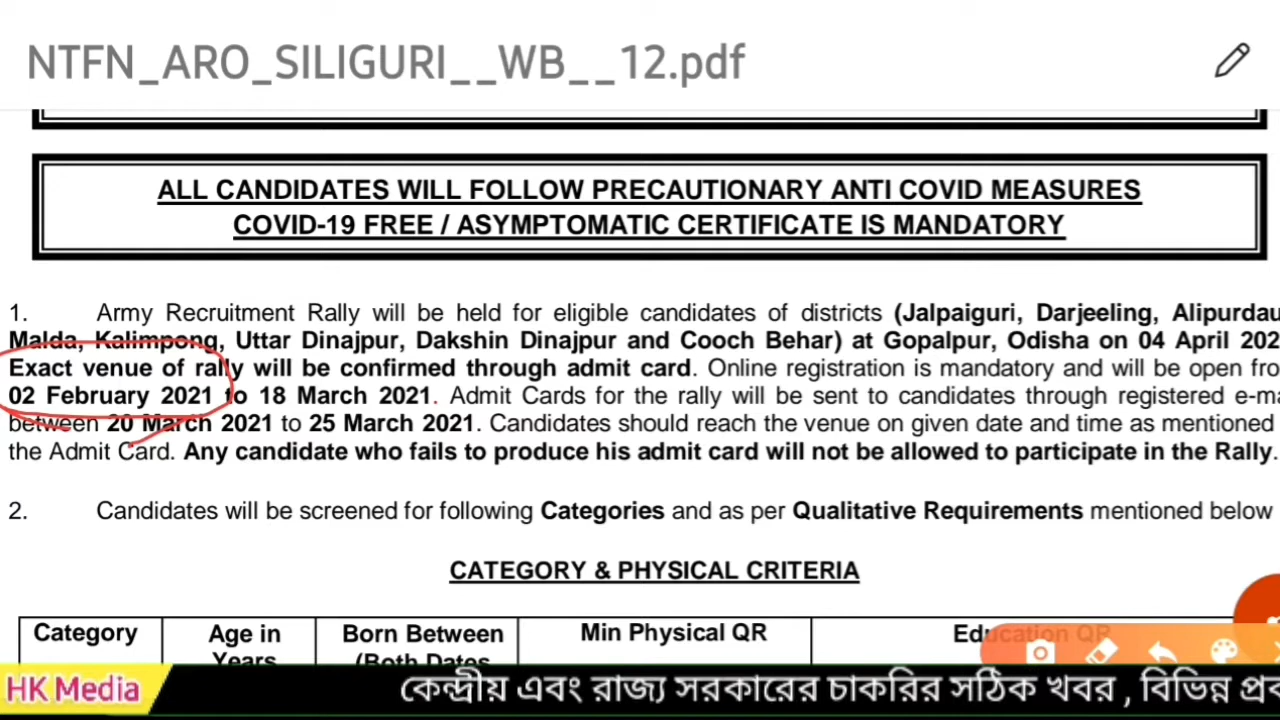 NTFN_ARO_SILIGURI__WB__12.pdf
ALL CANDIDATES WILL FOLLOW PRECAUTIONARY ANTI COVID MEASURES
COVID-19 FREE / ASYMPTOMATIC CERTIFICATE IS MANDATORY
1. Army Recruitment Rally will be held for eligible candidates of districts (Jalpaiguri, Darjeeling, Alipurdau
Malda, Kalimpong, Uttar Dinajpur, Dakshin Dinajpur and Cooch Behar) at Gopalpur, Odisha on 04 April 202
Exact venue of rally will be confirmed through admit card. Online registration is mandatory and will be open fro
02 February 2021 to 18 March 2021. Admit Cards for the rally will be sent to candidates through registered e-ma
between 20 March 2021 to 25 March 2021. Candidates should reach the venue on given date and time as mentioned
the Admit Card. Any candidate who fails to produce his admit card will not be allowed to participate in the Rally.
2. Candidates will be screened for following Categories and as per Qualitative Requirements mentioned below
CATEGORY & PHYSICAL CRITERIA
Category Age in Born Between Min Physical QR Education QR
Years (Both Dates
HK Media কেন্দ্রীয় এবং রাজ্য সরকারের চাকরির সঠিক খবর , বিভিন্ন প্রব